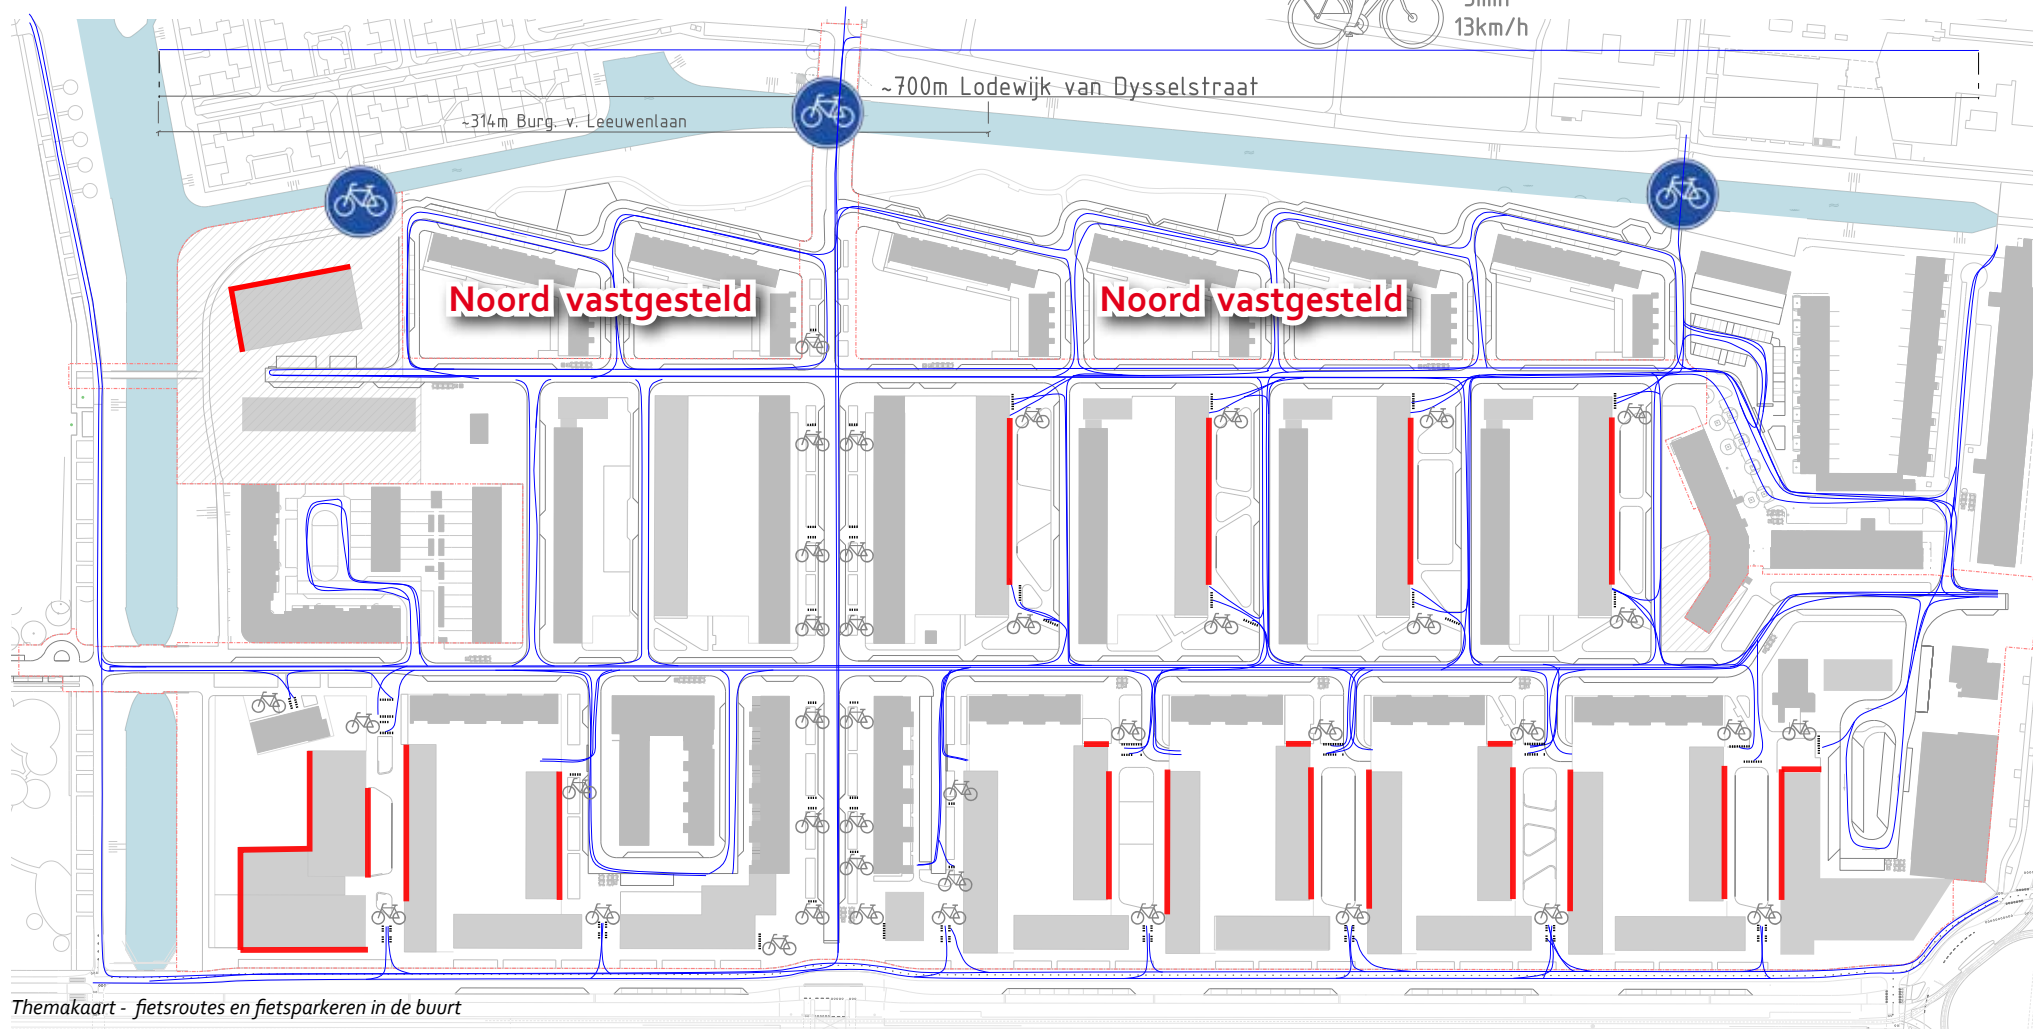 13km/h
~700m Lodewijk van Dysselstraat
~314m Burg. v. Leeuwenlaan
Noord vastgesteld
Noord vastgesteld
Themakaart - fietsroutes en fietsparkeren in de buurt